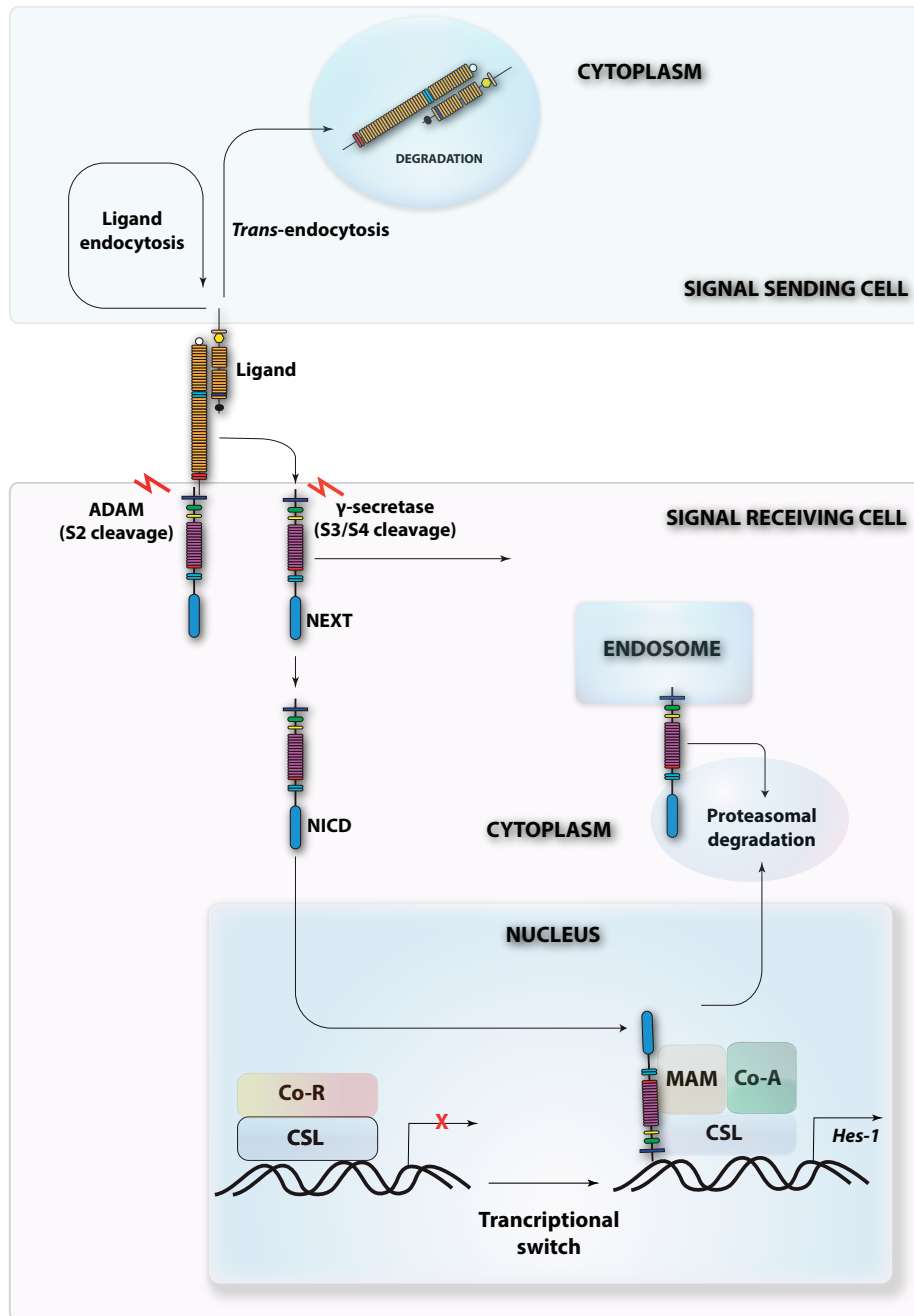 CYTOPLASM
DEGRADATION
Ligand
endocytosis
Trans-endocytosis
SIGNAL SENDING CELL
Ligand
ADAM
(S2 cleavage)
γ-secretase
(S3/S4 cleavage)
SIGNAL RECEIVING CELL
NEXT
ENDOSOME
NICD
CYTOPLASM
Proteasomal
degradation
NUCLEUS
Co-R
CSL
X
MAM
Co-A
CSL
Hes-1
Trancriptional
switch